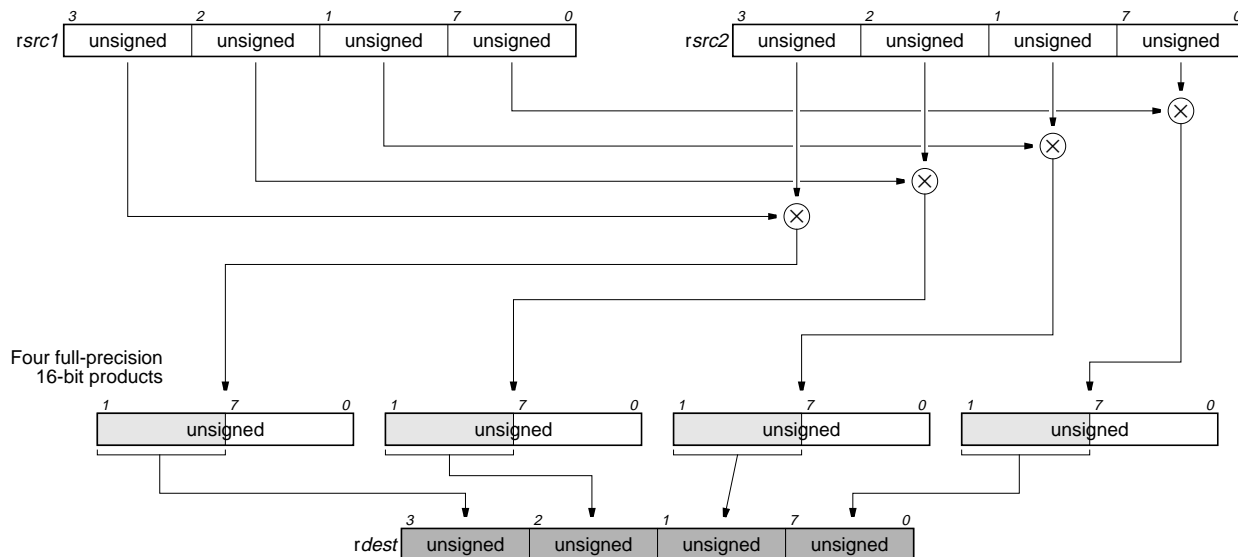 3 2 1 7 0 3 2 1 7 0
rsrc1 unsigned unsigned unsigned unsigned rsrc2 unsigned unsigned unsigned unsigned
Four full-precision
16-bit products
1 7 0 1 7 0 1 7 0 1 7 0
unsigned unsigned unsigned unsigned
3 2 1 7 0
rdest unsigned unsigned unsigned unsigned